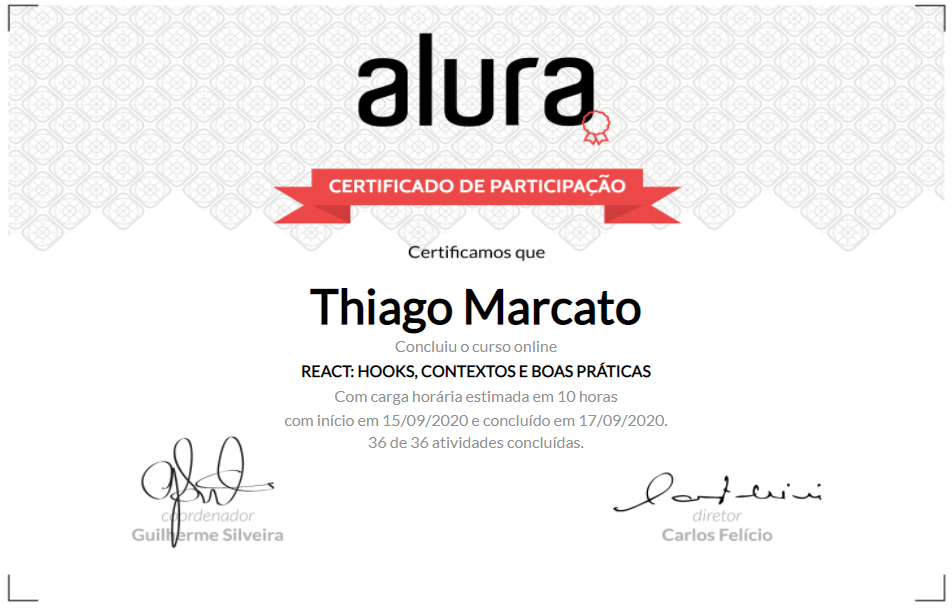 alura
CERTIFICADO DE PARTICIPAÇÃO
Certificamos que
Thiago Marcato
Concluiu o curso online
REACT: HOOKS, CONTEXTOS E BOAS PRÁTICAS
Com carga horária estimada em 10 horas
com início em 15/09/2020 e concluído em 17/09/2020.
36 de 36 atividades concluídas.
coordenador
Guilherme Silveira
diretor
Carlos Felício